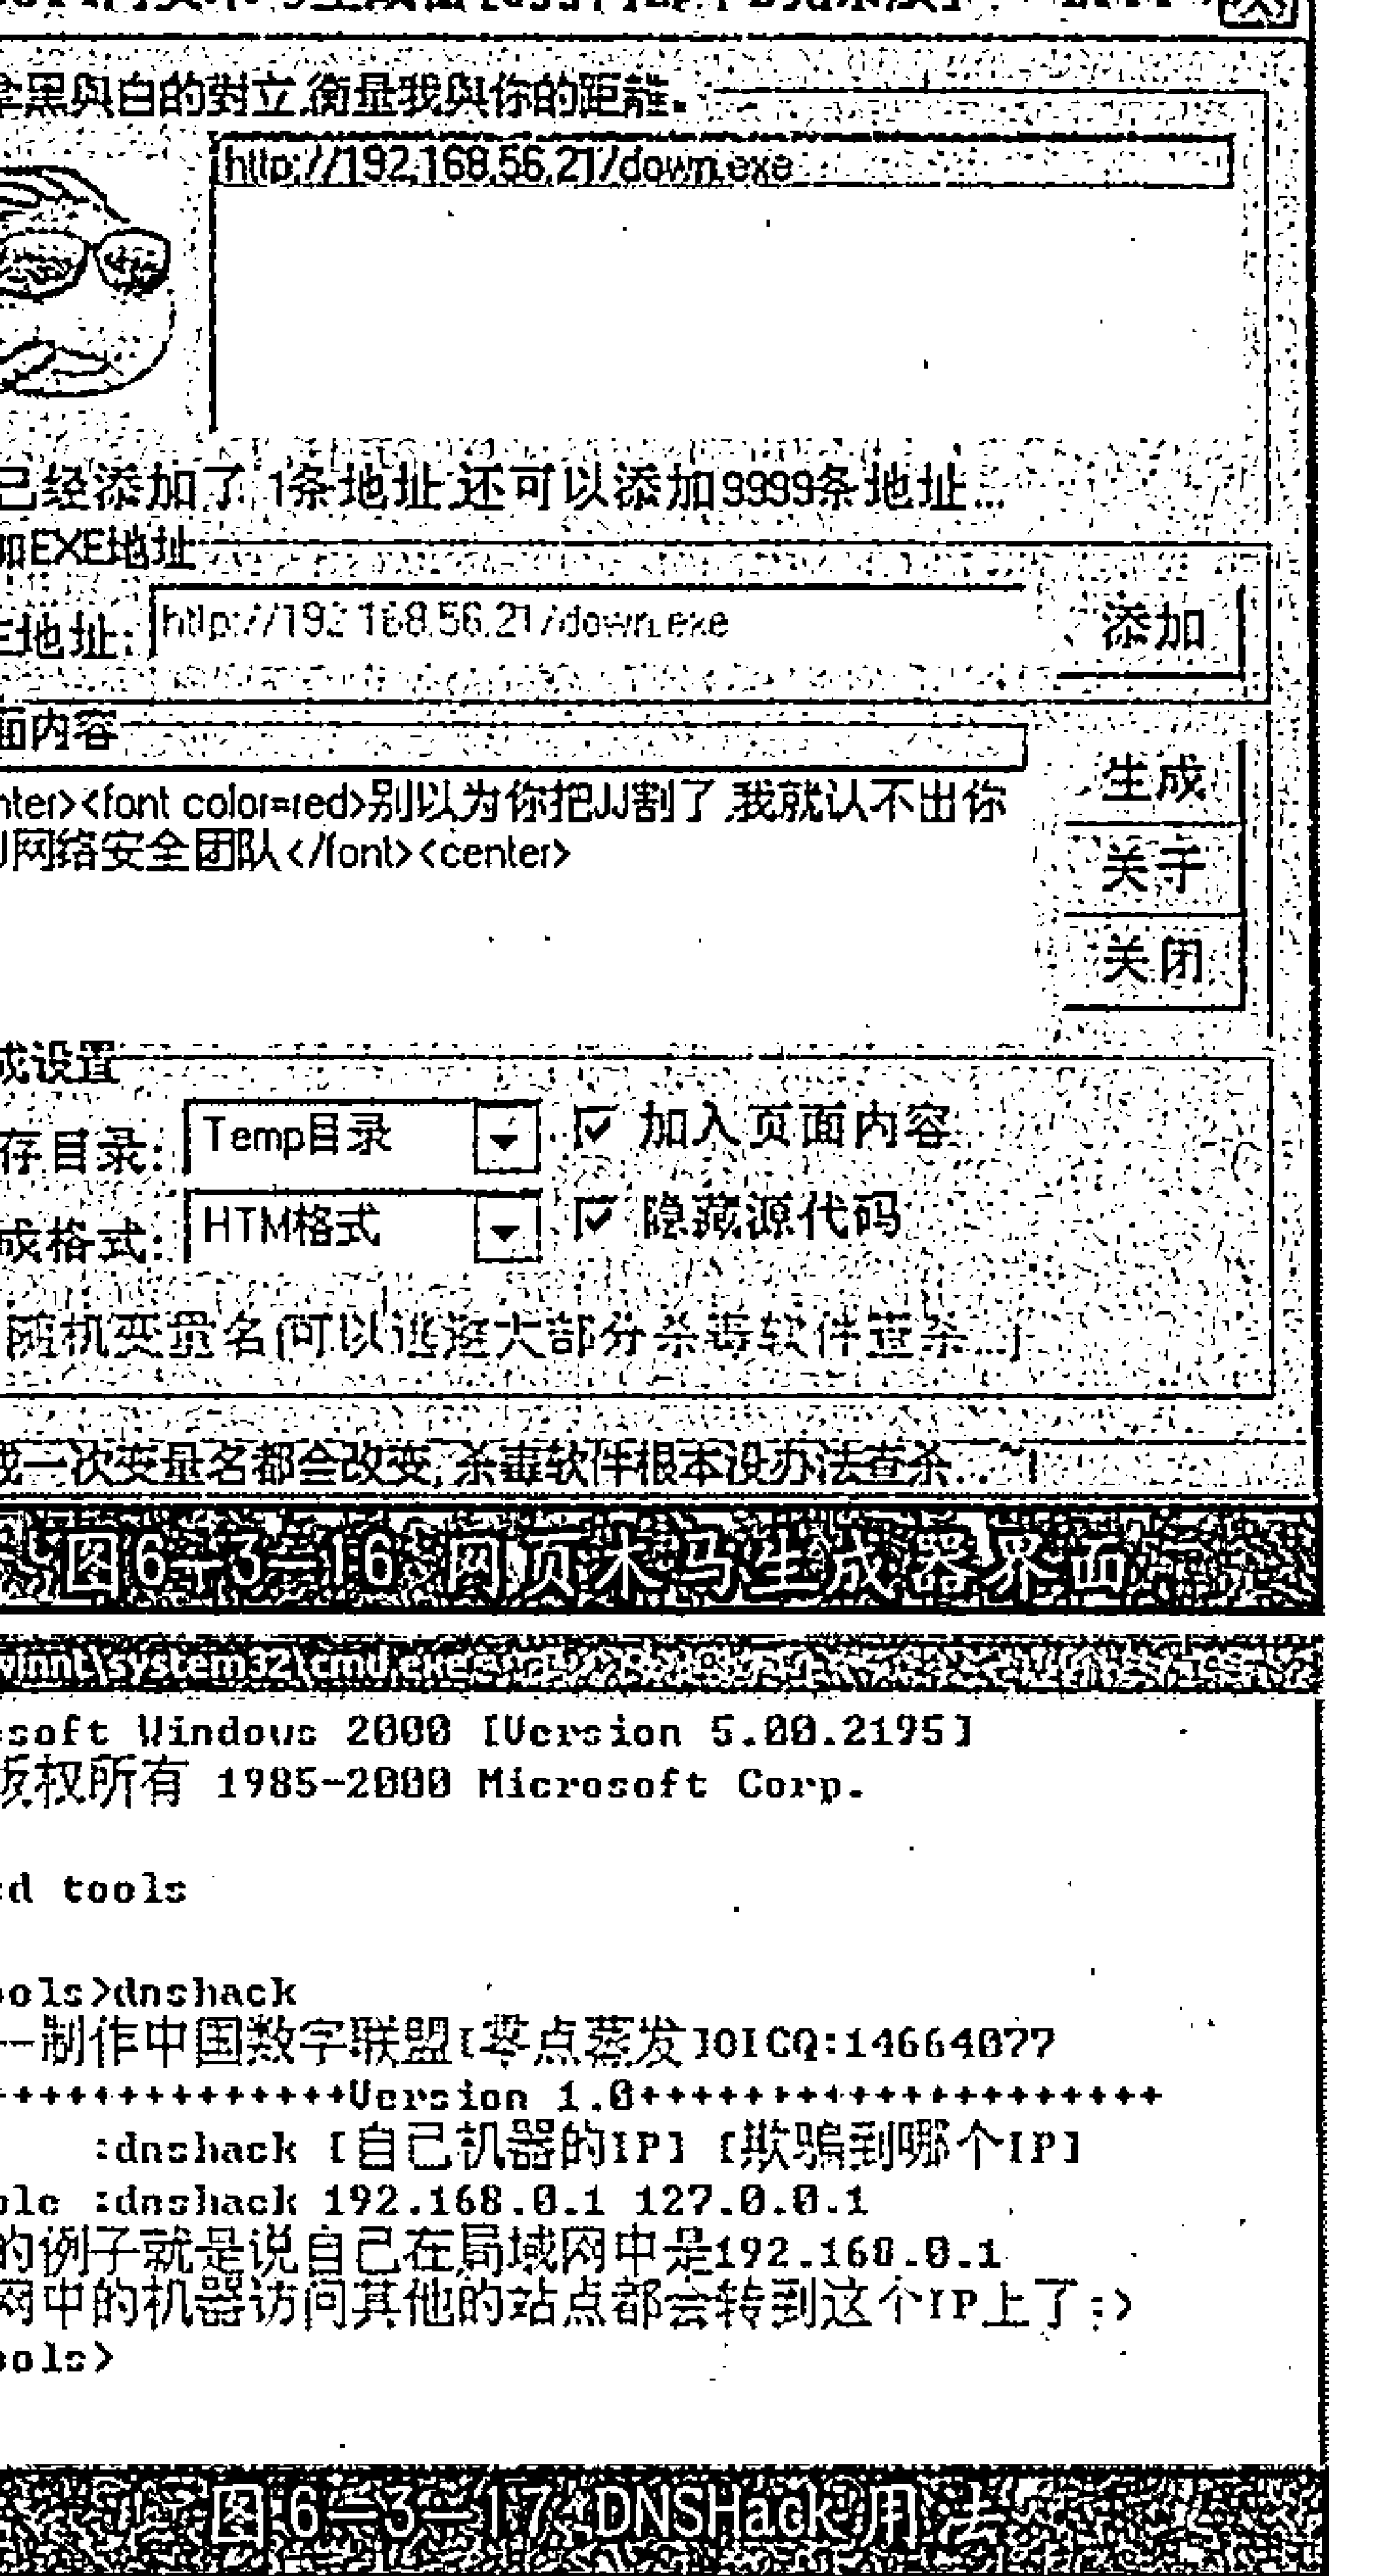 黑與白的對立,衡量我與你的距離.
http://192.168.56.21/down.exe
已经添加了 1条地址,还可以添加9999条地址...
加EXE地址
地址:
http://192.168.56.21/down.exe
添加
面内容
nter><font color=red>别以为你把JJ割了,我就认不出你
网络安全团队</font><center>
生成
关于
关闭
成设置
存目录:
Temp目录
加入页面内容
成格式:
HTM格式
隐藏源代码
随机变量名(可以逃逛大部分杀毒软件查杀...)
一次变量名都会改变,杀毒软件根本没办法查杀...^_^!
图6-3-16 网页木马生成器界面
winnt\system32\cmd.exe
soft Windows 2000 [Version 5.00.2195]
版权所有 1985-2000 Microsoft Corp.
cd tools
ools>dnshack
--制作中国数字联盟[零点蒸发]OICQ:14664077
+++++++++++++Version 1.0++++++++++++++++++++
:dnshack [自己机器的IP] [欺骗到哪个IP]
ple :dnshack 192.168.0.1 127.0.0.1
的例子就是说自己在局域网中是192.168.0.1
网中的机器访问其他的站点都会转到这个IP上了:>
ools>
图6-3-17 DNSHack用法